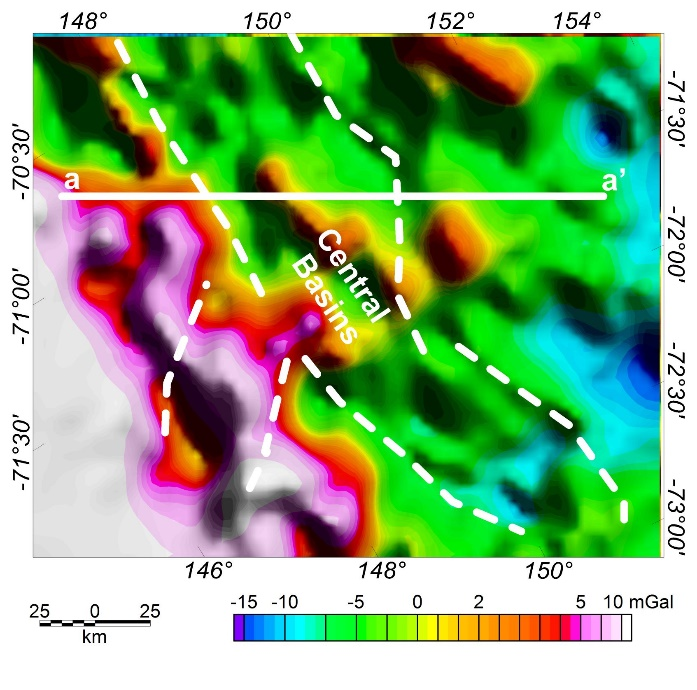 148° 150° 152° 154°
-70°30'
-71°00'
-71°30'
-71°30'
-72°00'
-72°30'
-73°00'
a a'
Central
Basins
146° 148° 150°
25 0 25
km
-15 -10 -5 0 2 5 10 mGal